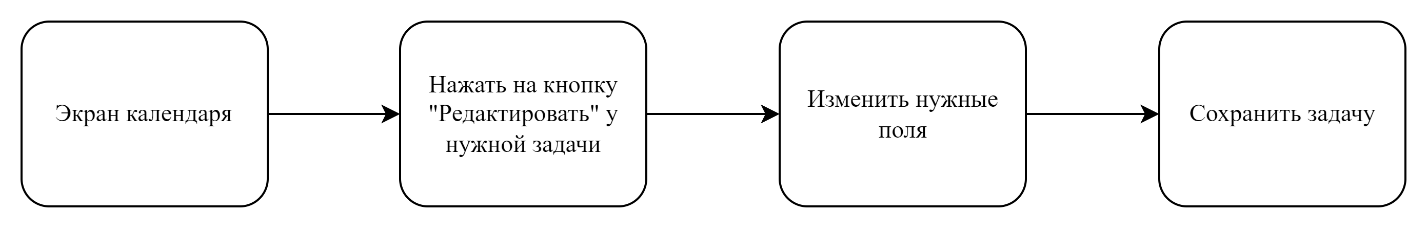 Экран календаря
Нажать на кнопку
"Редактировать" у
нужной задачи
Изменить нужные
поля
Сохранить задачу